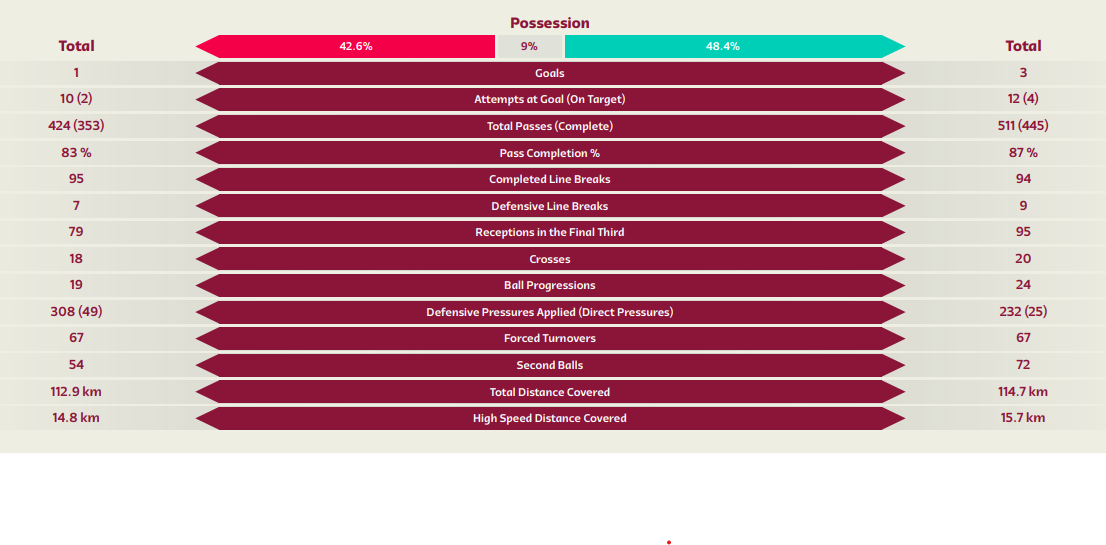 Possession
Total 42.6% 9% 48.4% Total
1 Goals 3
10 (2) Attempts at Goal (On Target) 12 (4)
424 (353) Total Passes (Complete) 511 (445)
83 % Pass Completion % 87 %
95 Completed Line Breaks 94
7 Defensive Line Breaks 9
79 Receptions in the Final Third 95
18 Crosses 20
19 Ball Progressions 24
308 (49) Defensive Pressures Applied (Direct Pressures) 232 (25)
67 Forced Turnovers 67
54 Second Balls 72
112.9 km Total Distance Covered 114.7 km
14.8 km High Speed Distance Covered 15.7 km